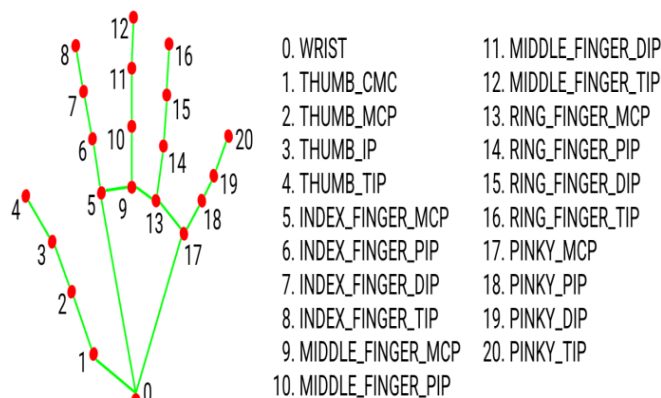 12
8
16
11
7
15
20
10
6
14
19
4
5
9
13
18
3
17
2
1
0
0. WRIST
1. THUMB_CMC
2. THUMB_MCP
3. THUMB_IP
4. THUMB_TIP
5. INDEX_FINGER_MCP
6. INDEX_FINGER_PIP
7. INDEX_FINGER_DIP
8. INDEX_FINGER_TIP
9. MIDDLE_FINGER_MCP
10. MIDDLE_FINGER_PIP
11. MIDDLE_FINGER_DIP
12. MIDDLE_FINGER_TIP
13. RING_FINGER_MCP
14. RING_FINGER_PIP
15. RING_FINGER_DIP
16. RING_FINGER_TIP
17. PINKY_MCP
18. PINKY_PIP
19. PINKY_DIP
20. PINKY_TIP